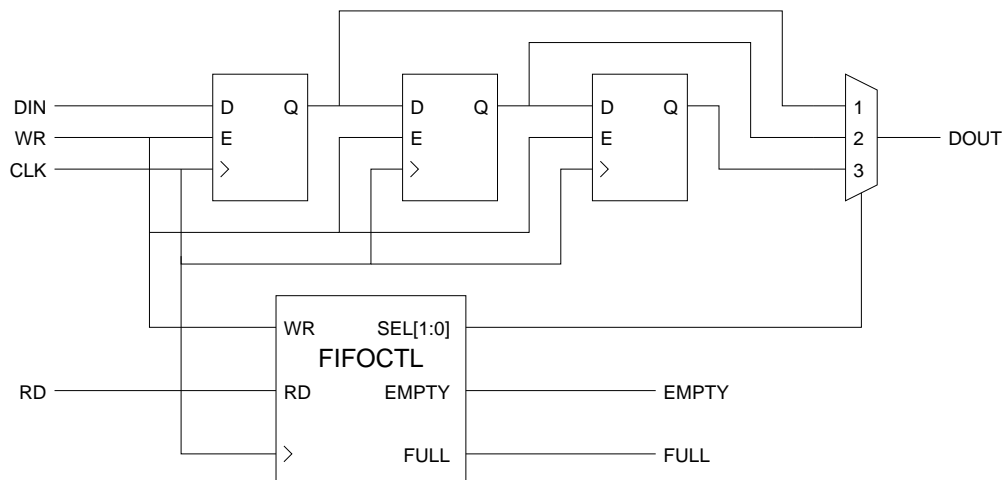 DIN D Q D Q D Q 1
WR E E E 2 DOUT
CLK 3
WR SEL[1:0]
FIFOCTL
RD RD EMPTY EMPTY
FULL FULL